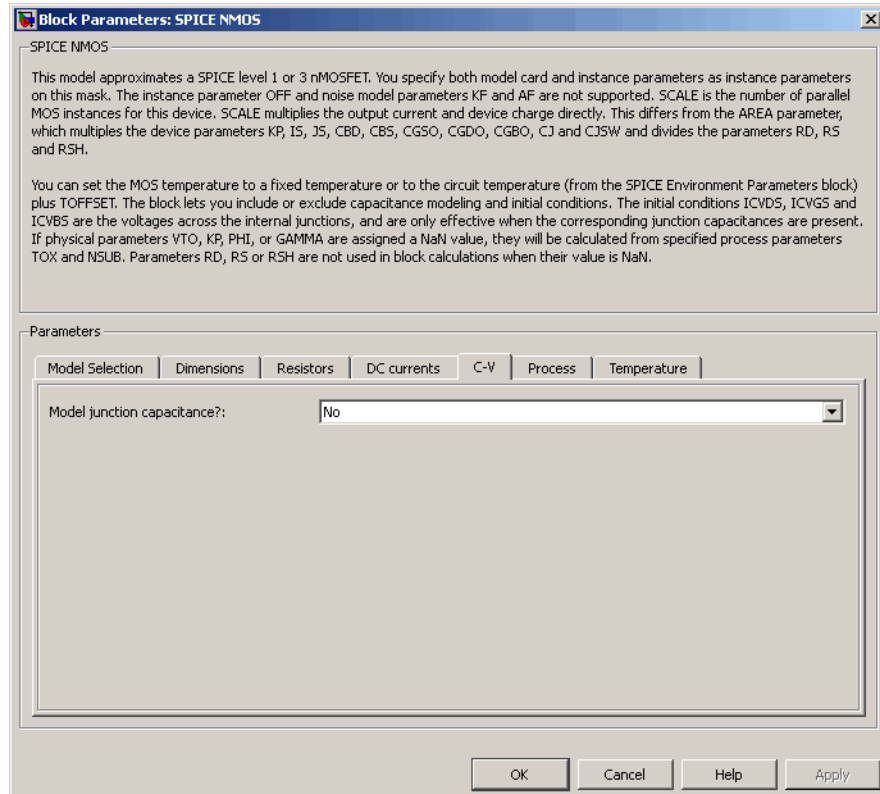 Block Parameters: SPICE NMOS
SPICE NMOS
This model approximates a SPICE level 1 or 3 nMOSFET. You specify both model card and instance parameters as instance parameters
on this mask. The instance parameter OFF and noise model parameters KF and AF are not supported. SCALE is the number of parallel
MOS instances for this device. SCALE multiplies the output current and device charge directly. This differs from the AREA parameter,
which multiplies the device parameters KP, IS, JS, CBD, CBS, CGSO, CGDO, CGBO, CJ and CJSW and divides the parameters RD, RS
and RSH.
You can set the MOS temperature to a fixed temperature or to the circuit temperature (from the SPICE Environment Parameters block)
plus TOFFSET. The block lets you include or exclude capacitance modeling and initial conditions. The initial conditions ICVDS, ICVGS and
ICVBS are the voltages across the internal junctions, and are only effective when the corresponding junction capacitances are present.
If physical parameters VTO, KP, PHI, or GAMMA are assigned a NaN value, they will be calculated from specified process parameters
TOX and NSUB. Parameters RD, RS or RSH are not used in block calculations when their value is NaN.
Parameters
Model Selection Dimensions Resistors DC currents C-V Process Temperature
Model junction capacitance?: No
OK Cancel Help Apply